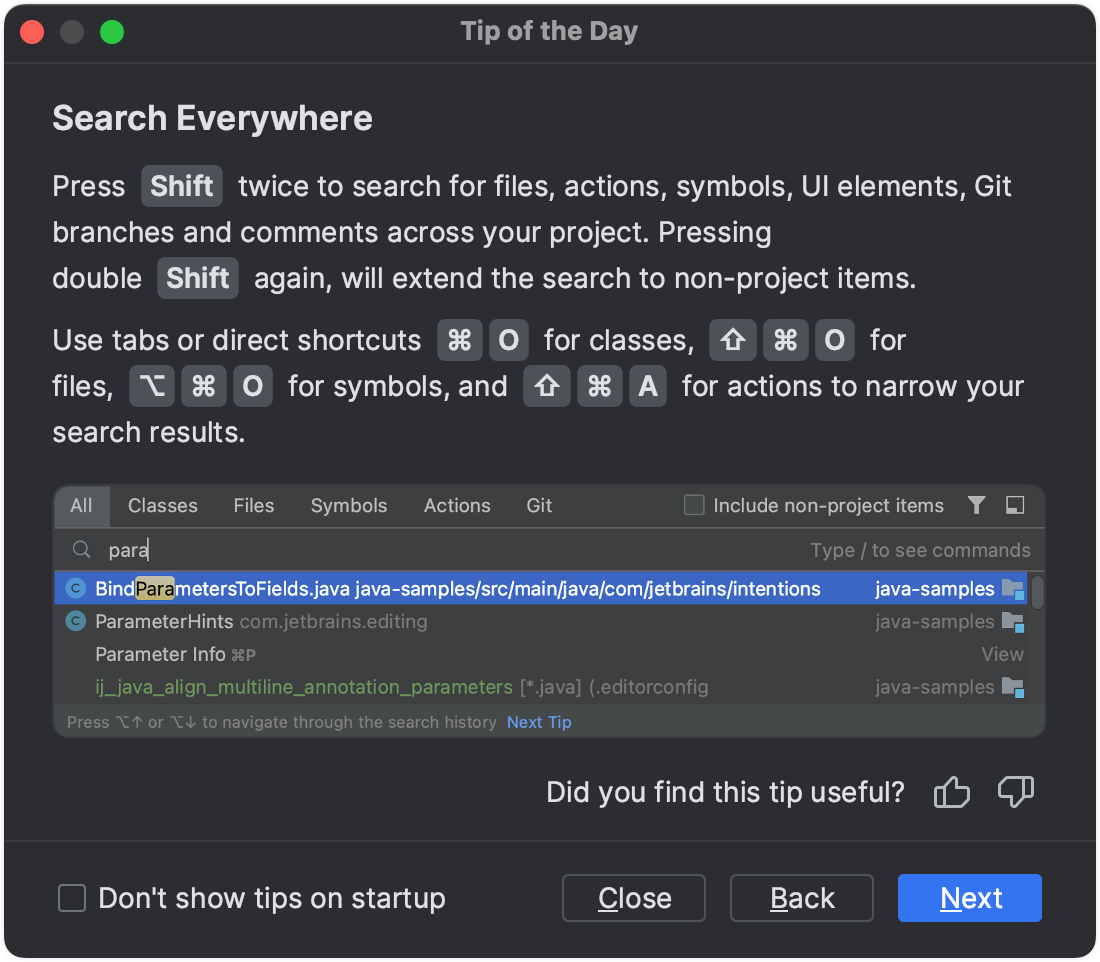 Tip of the Day
Search Everywhere
Press Shift twice to search for files, actions, symbols, UI elements, Git
branches and comments across your project. Pressing
double Shift again, will extend the search to non-project items.
Use tabs or direct shortcuts ⌘ O for classes, ⇧ ⌘ O for
files, ⌥ ⌘ O for symbols, and ⇧ ⌘ A for actions to narrow your
search results.
All Classes Files Symbols Actions Git Include non-project items
para Type / to see commands
C BindParametersToFields.java java-samples/src/main/java/com/jetbrains/intentions java-samples
C ParameterHints com.jetbrains.editing java-samples
Parameter Info ⌘P View
ij_java_align_multiline_annotation_parameters [*.java] (.editorconfig java-samples
Press ⌥↑ or ⌥↓ to navigate through the search history Next Tip
Did you find this tip useful?
Don't show tips on startup Close Back Next